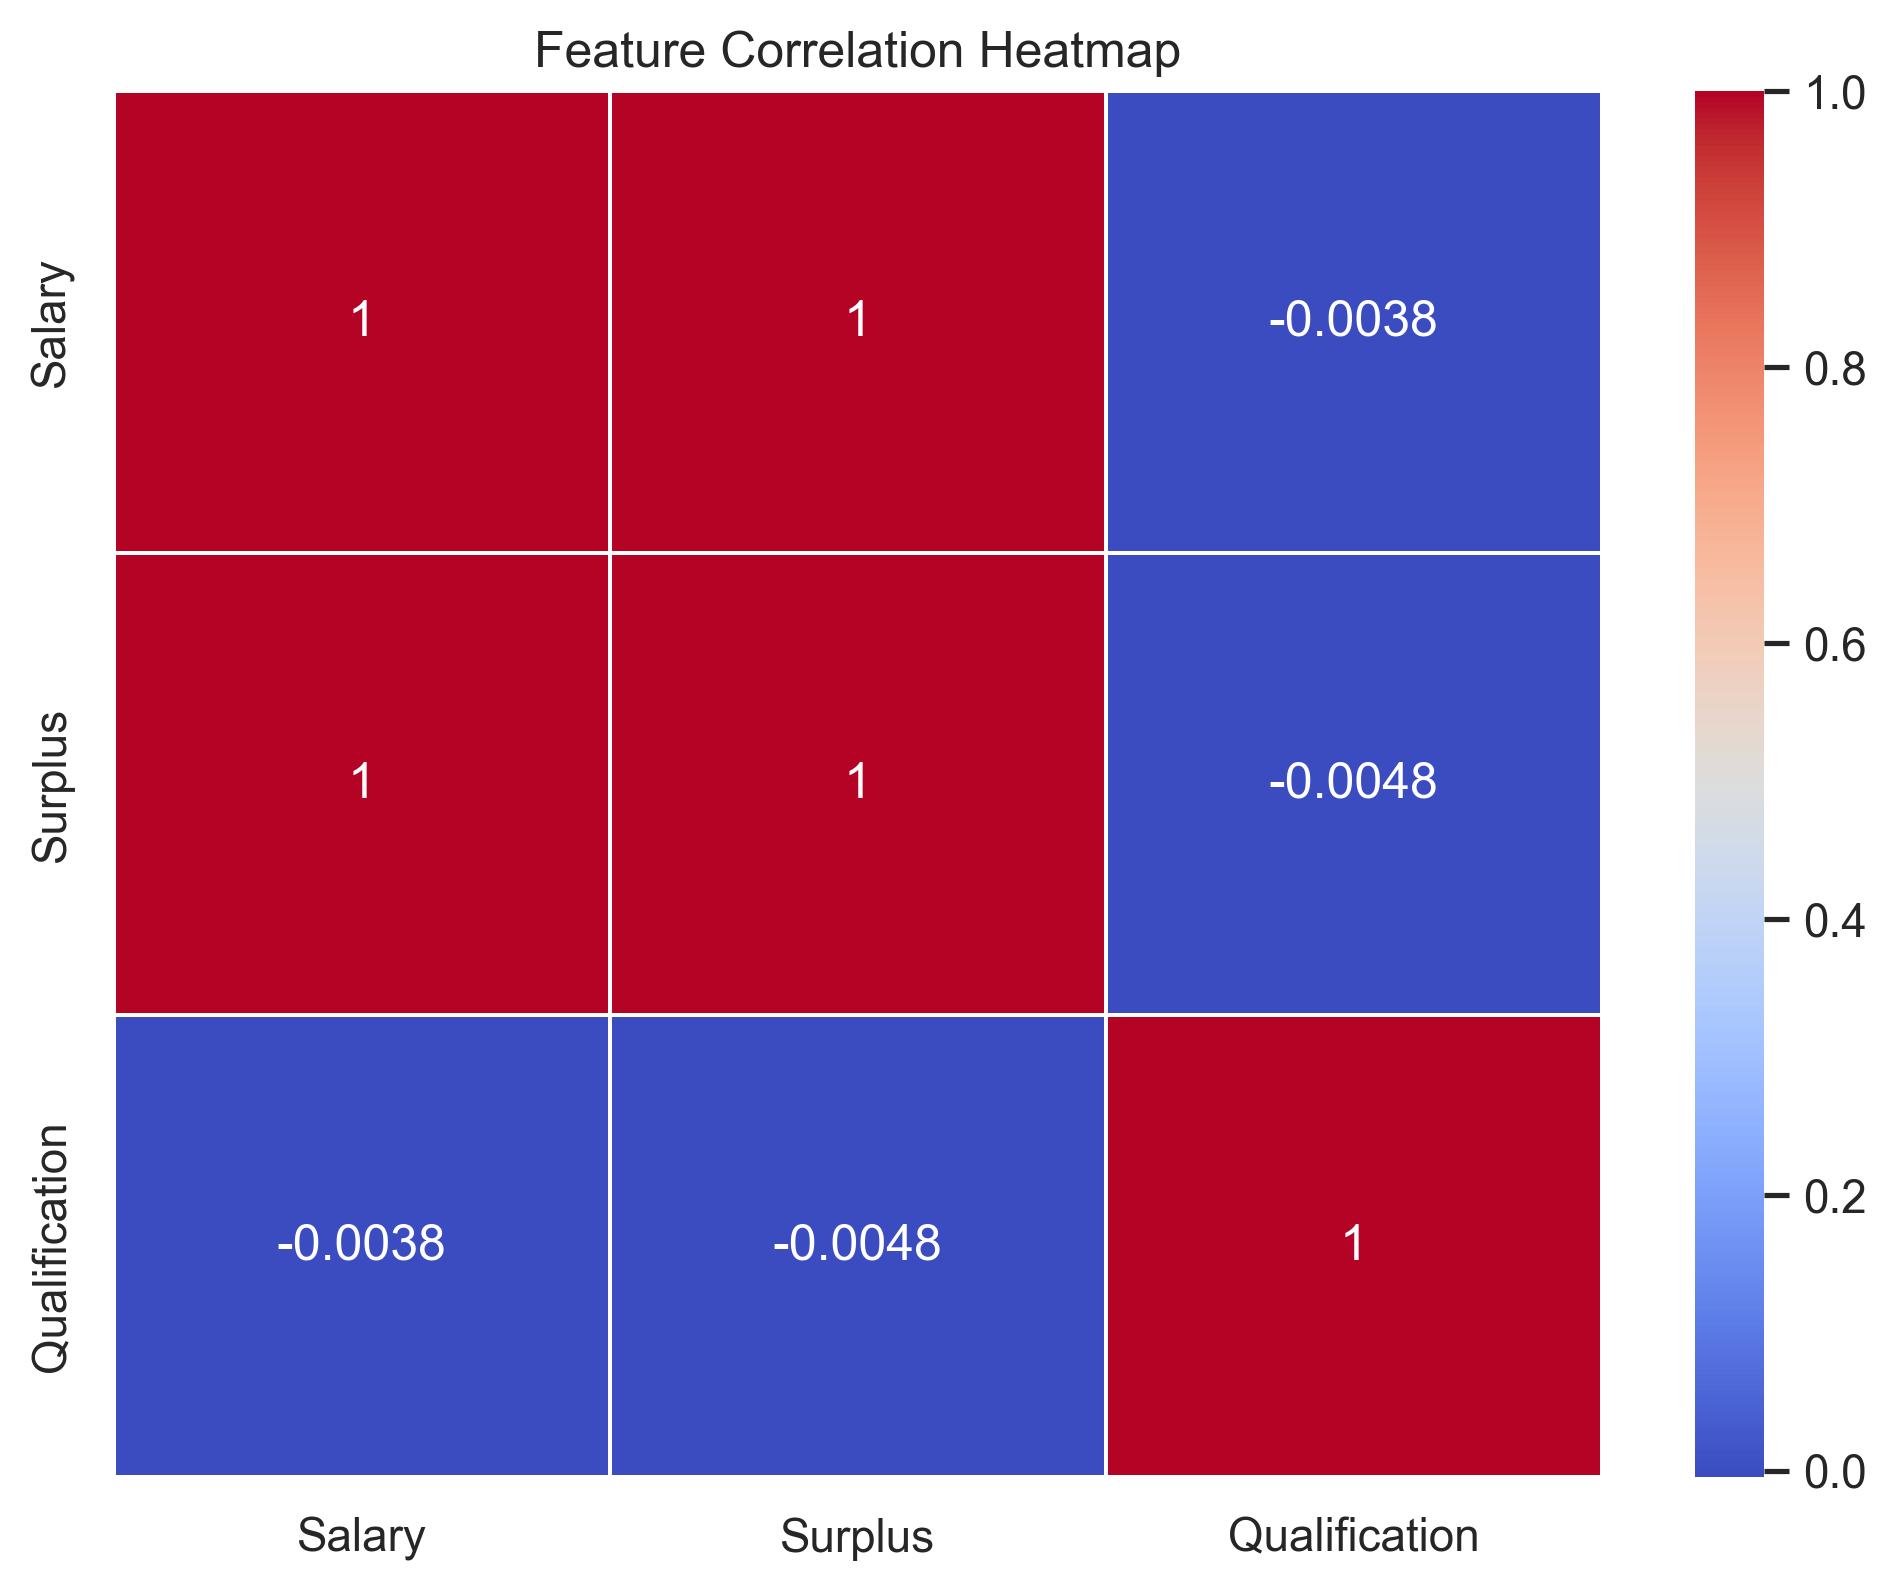 Feature Correlation Heatmap
Salary
1
1
-0.0038
Surplus
1
1
-0.0048
Qualification
-0.0038
-0.0048
1
Salary
Surplus
Qualification
1.0
0.8
0.6
0.4
0.2
0.0